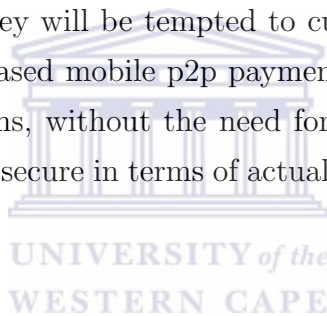 ey will be tempted to cu
ased mobile p2p paymen
ns, without the need for
secure in terms of actual
UNIVERSITY of the
WESTERN CAPE